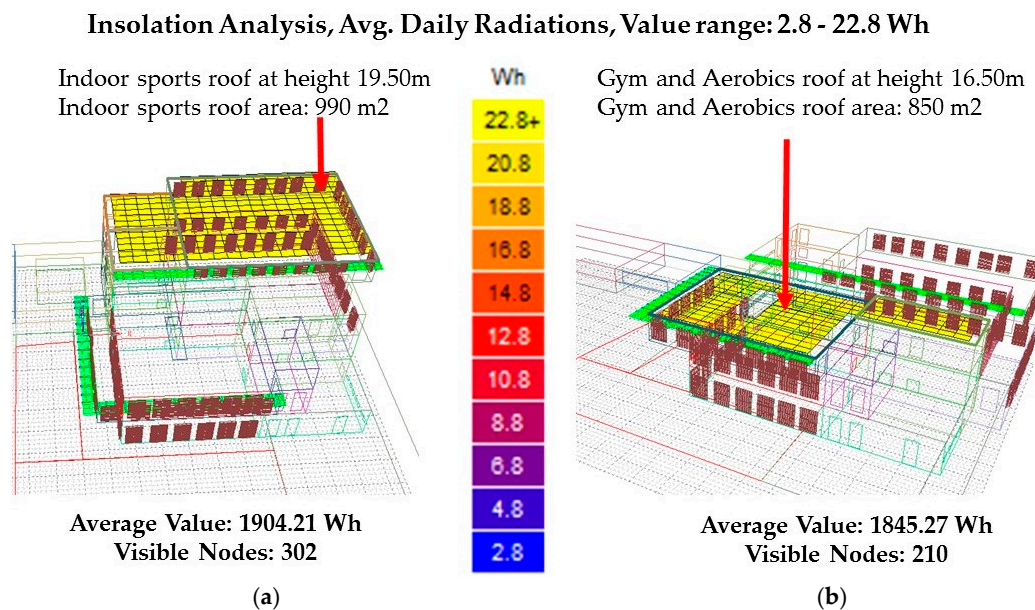 Insolation Analysis, Avg. Daily Radiations, Value range: 2.8 - 22.8 Wh
Indoor sports roof at height 19.50m
Indoor sports roof area: 990 m2
Wh
22.8+
20.8
18.8
16.8
14.8
12.8
10.8
8.8
6.8
4.8
2.8
Gym and Aerobics roof at height 16.50m
Gym and Aerobics roof area: 850 m2
Average Value: 1904.21 Wh
Visible Nodes: 302
Average Value: 1845.27 Wh
Visible Nodes: 210
(a)
(b)